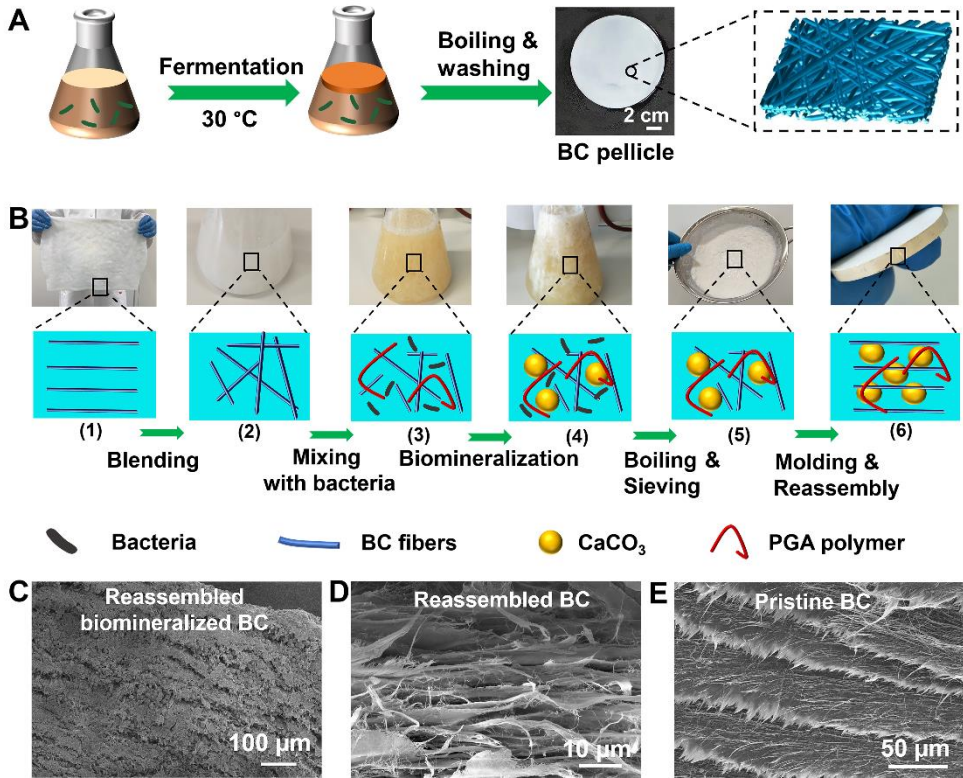 A
Fermentation
30 °C
Boiling &
washing
2 cm
BC pellicle
B
(1)
(2)
(3)
(4)
(5)
(6)
Blending
Mixing
with bacteria
Biomineralization
Boiling &
Sieving
Molding &
Reassembly
Bacteria
BC fibers
CaCO₃
PGA polymer
C
Reassembled
biomineralized BC
100 μm
D
Reassembled BC
10 μm
E
Pristine BC
50 μm